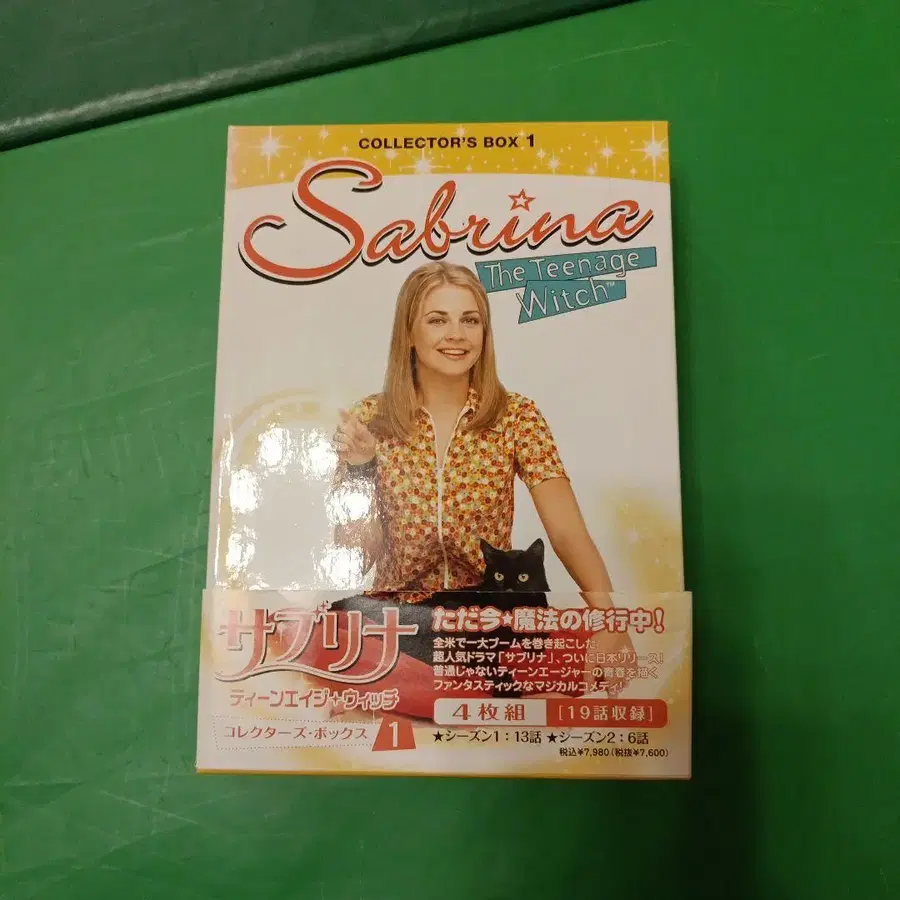 COLLECTOR'S BOX 1
Sabrina
The Teenage
Witch™
サブリナ
ティーンエイジ・ウィッチ
コレクターズ・ボックス 1
ただ今★魔法の修行中!
全米で一大ブームを巻き起こした
超人気ドラマ「サブリナ」、ついに日本リリース!
普通じゃないティーンエージャーの青春を描く
ファンタスティックなマジカルコメディ!
4枚組 [19話収録]
★シーズン1:13話 ★シーズン2:6話
税込¥7,980(税抜¥7,600)